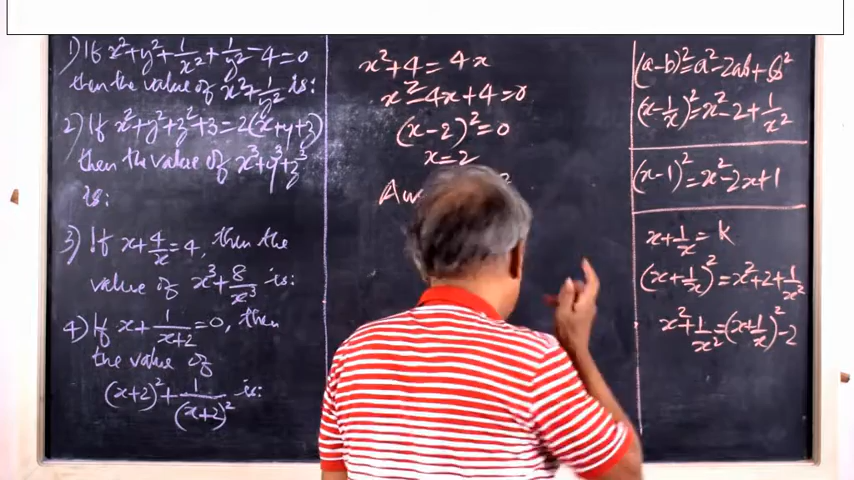 1) If x²+y²+1/x²+1/y²-4=0
then the value of x²+1/y² is:
2) If x²+y²+z²+3=2(x+y+z)
then the value of x³+y³+z³
is:
3) If x+4/x=4, then the
value of x³+8/x³ is:
4) If x+1/(x+2)=0, then
the value of
(x+2)²+1/(x+2)² is:
x²+4=4x
x²-4x+4=0
(x-2)²=0
x=2
(a-b)²=a²-2ab+b²
(x-1/x)²=x²-2+1/x²
(x-1)²=x²-2x+1
x+1/x=K
(x+1/x)²=x²+2+1/x²
x²+1/x²=(x+1/x)²-2